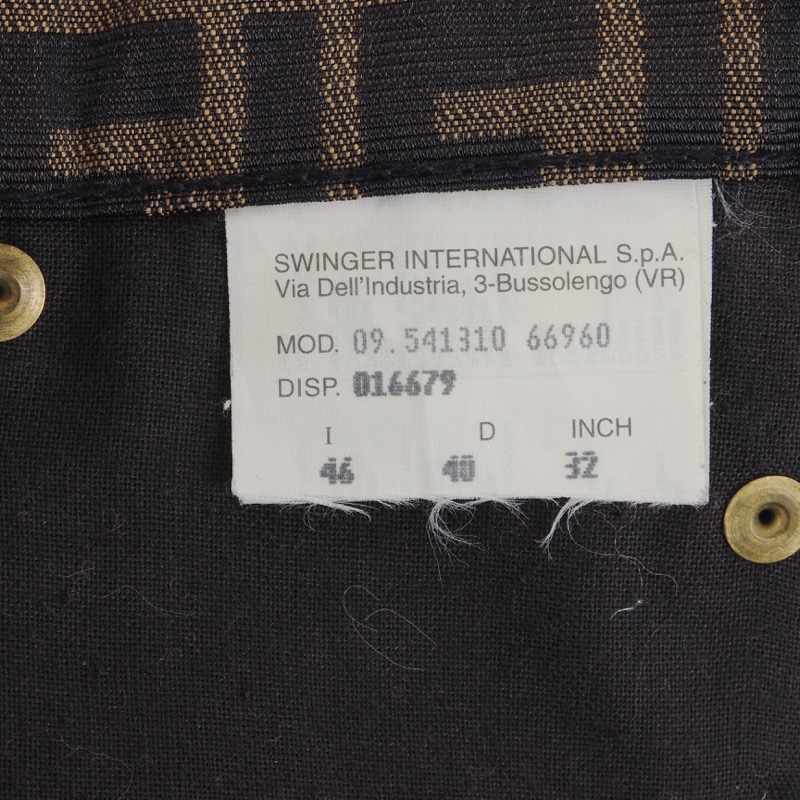 SWINGER INTERNATIONAL S.p.A.
Via Dell'Industria, 3-Bussolengo (VR)
MOD. 09.541310 66960
DISP. 016679
I D INCH
46 40 32